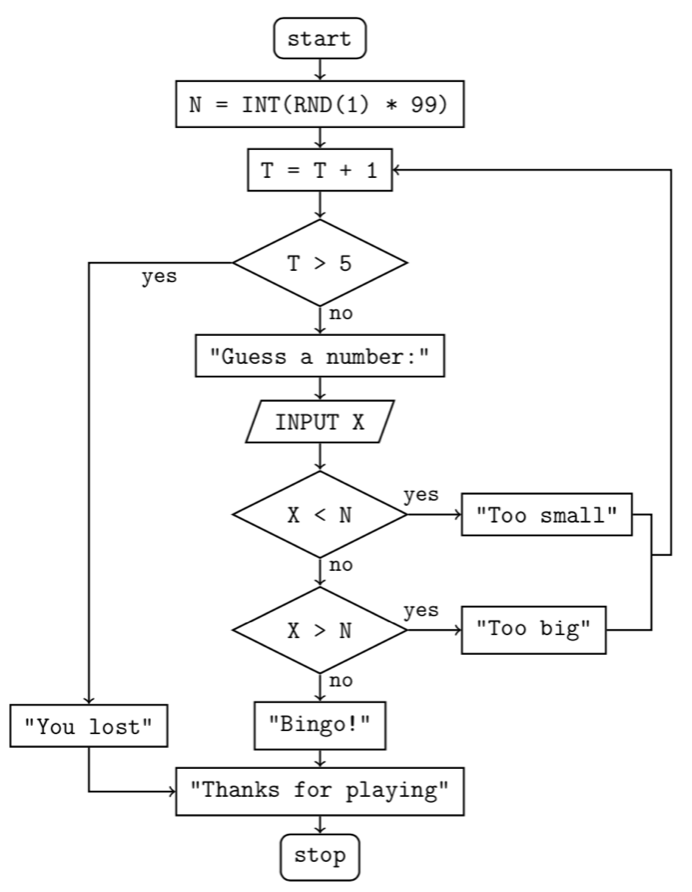 start
N = INT(RND(1) * 99)
T = T + 1
T > 5
yes
no
"Guess a number:"
INPUT X
X < N
yes
"Too small"
no
X > N
yes
"Too big"
no
"You lost"
"Bingo!"
"Thanks for playing"
stop